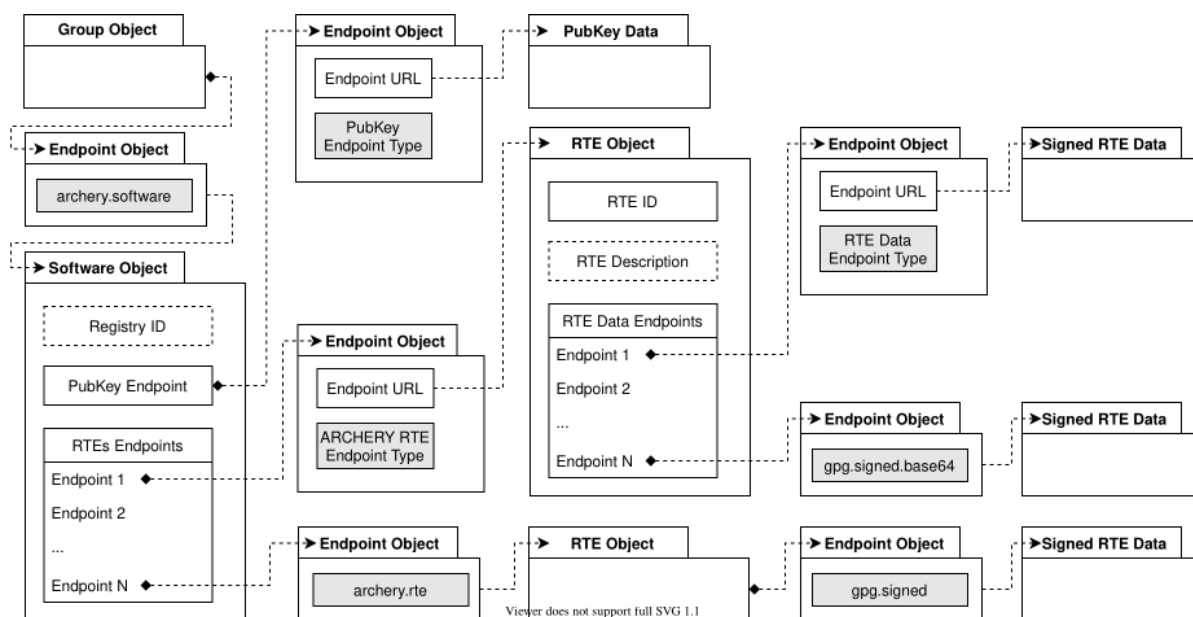 Group Object
Endpoint Object
archery.software
Software Object
Registry ID
PubKey Endpoint
RTEs Endpoints
Endpoint 1
Endpoint 2
...
Endpoint N
Endpoint Object
Endpoint URL
PubKey
Endpoint Type
PubKey Data
Endpoint Object
Endpoint URL
ARCHERY RTE
Endpoint Type
Endpoint Object
archery.rte
RTE Object
RTE ID
RTE Description
RTE Data Endpoints
Endpoint 1
Endpoint 2
...
Endpoint N
RTE Object
Endpoint Object
Endpoint URL
RTE Data
Endpoint Type
Signed RTE Data
Endpoint Object
gpg.signed.base64
Signed RTE Data
Endpoint Object
gpg.signed
Signed RTE Data
Viewer does not support full SVG 1.1